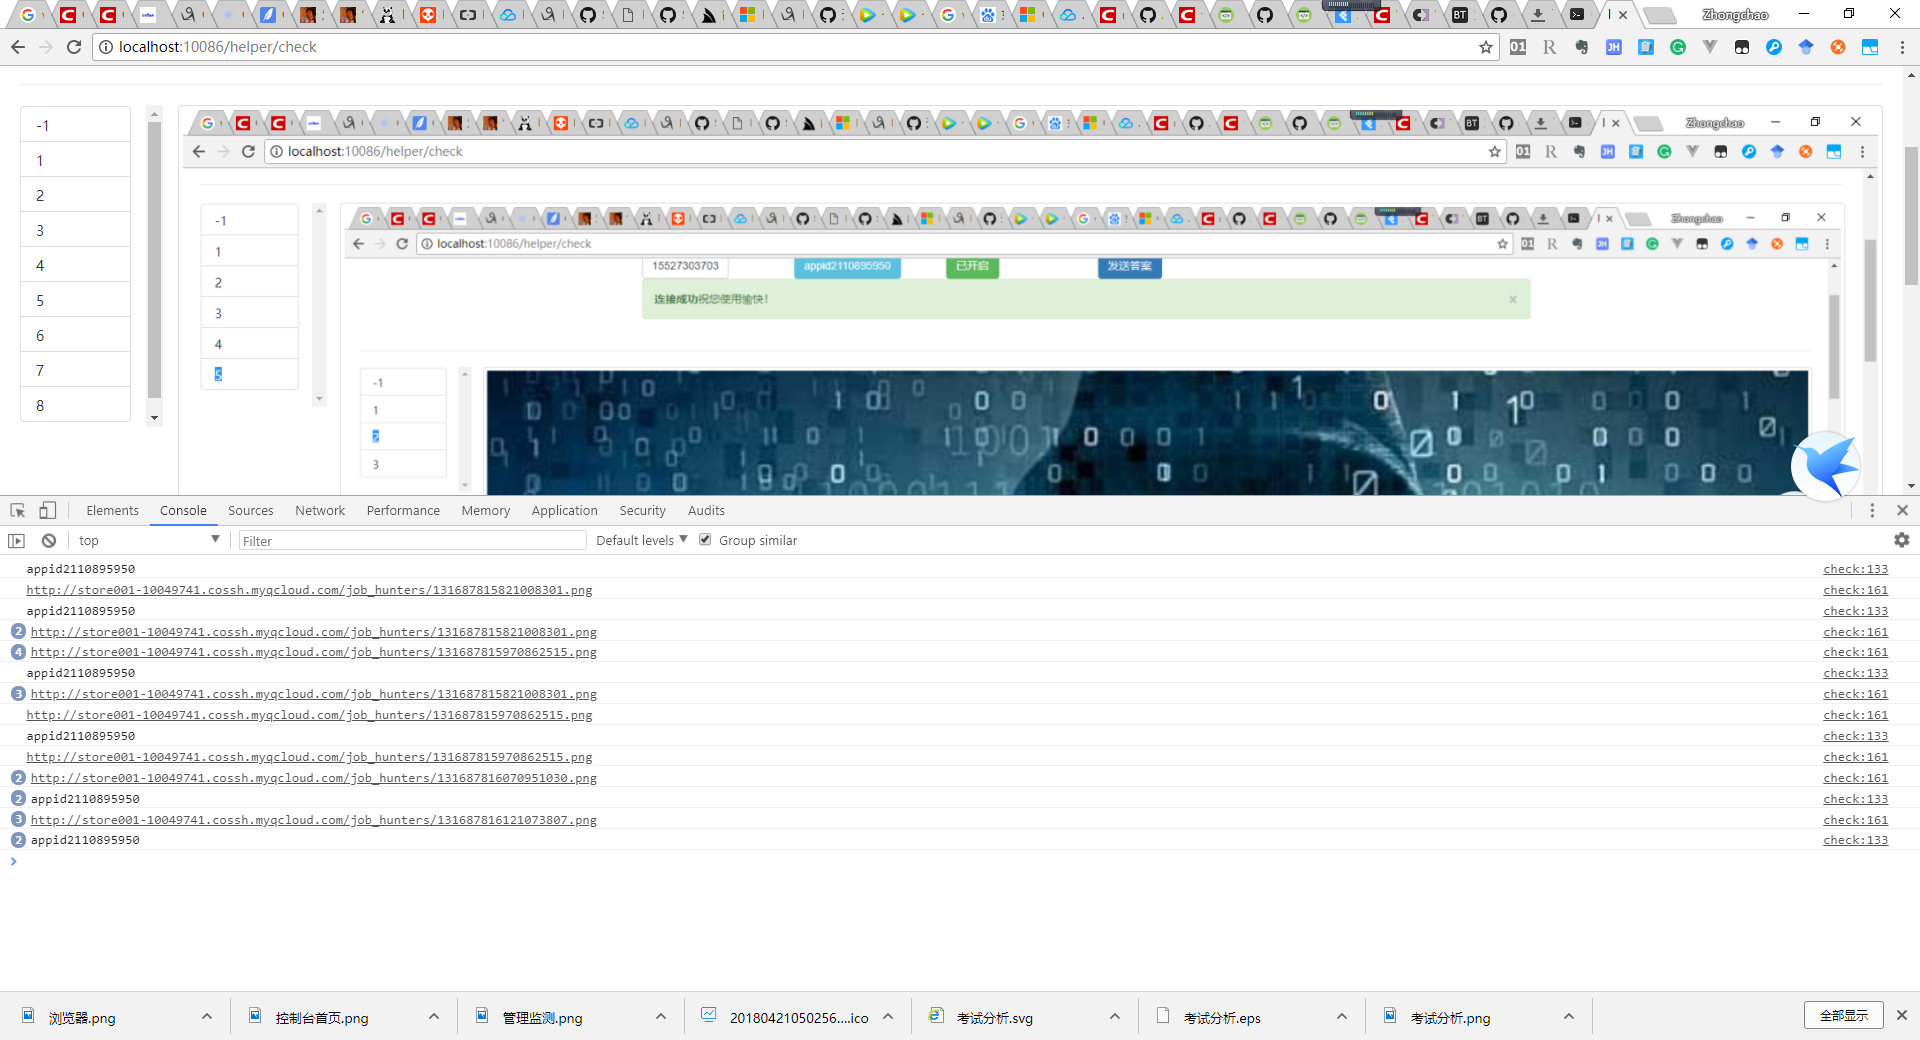 Zhongchao
localhost:10086/helper/check
-1
1
2
3
4
5
6
7
8
Zhongchao
localhost:10086/helper/check
-1
1
2
3
4
5
Zhongchao
localhost:10086/helper/check
15527303703 appid2110895950 已开启 发送答案
连接成功祝您使用愉快!
-1
1
2
3
Elements Console Sources Network Performance Memory Application Security Audits
top Filter Default levels Group similar
appid2110895950 check:133
http://store001-10049741.cossh.myqcloud.com/job_hunters/131687815821008301.png check:161
appid2110895950 check:133
2 http://store001-10049741.cossh.myqcloud.com/job_hunters/131687815821008301.png check:161
4 http://store001-10049741.cossh.myqcloud.com/job_hunters/131687815970862515.png check:161
appid2110895950 check:133
3 http://store001-10049741.cossh.myqcloud.com/job_hunters/131687815821008301.png check:161
http://store001-10049741.cossh.myqcloud.com/job_hunters/131687815970862515.png check:161
appid2110895950 check:133
http://store001-10049741.cossh.myqcloud.com/job_hunters/131687815970862515.png check:161
2 http://store001-10049741.cossh.myqcloud.com/job_hunters/131687816070951030.png check:161
2 appid2110895950 check:133
3 http://store001-10049741.cossh.myqcloud.com/job_hunters/131687816121073807.png check:161
2 appid2110895950 check:133
浏览器.png 控制台首页.png 管理监测.png 20180421050256....ico 考试分析.svg 考试分析.eps 考试分析.png 全部显示